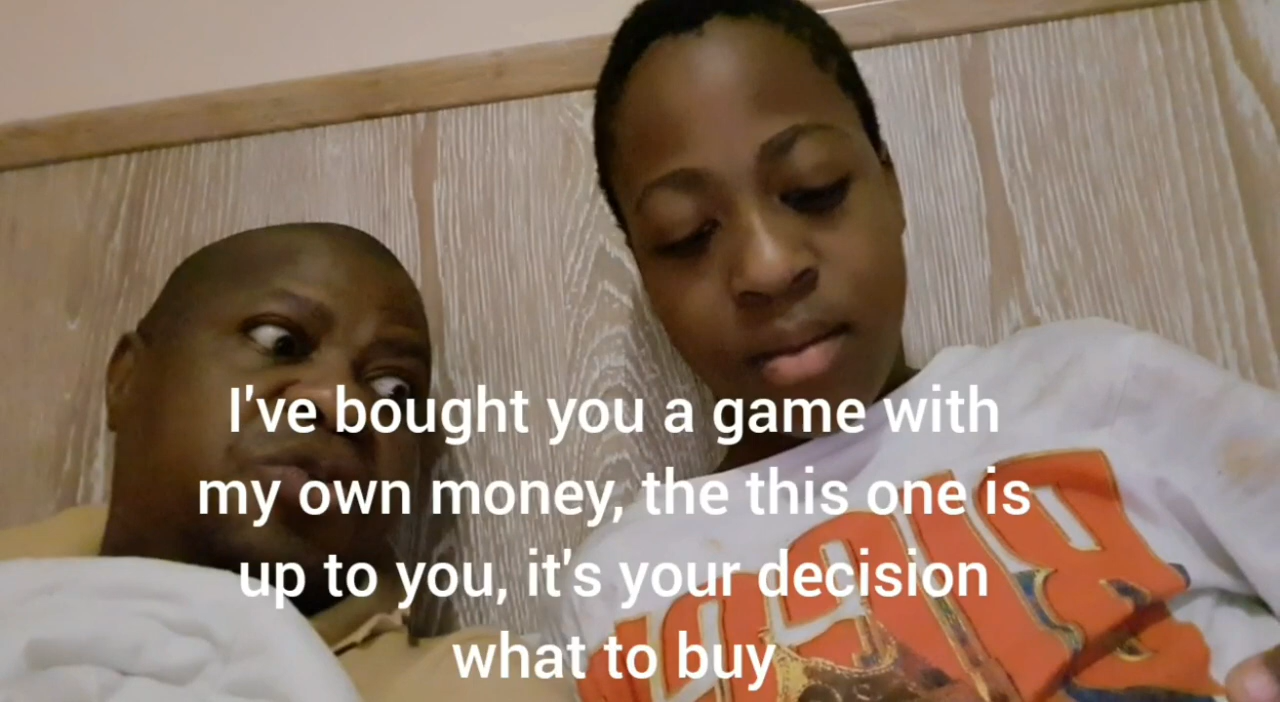 I've bought you a game with
my own money, the this one is
up to you, it's your decision
what to buy